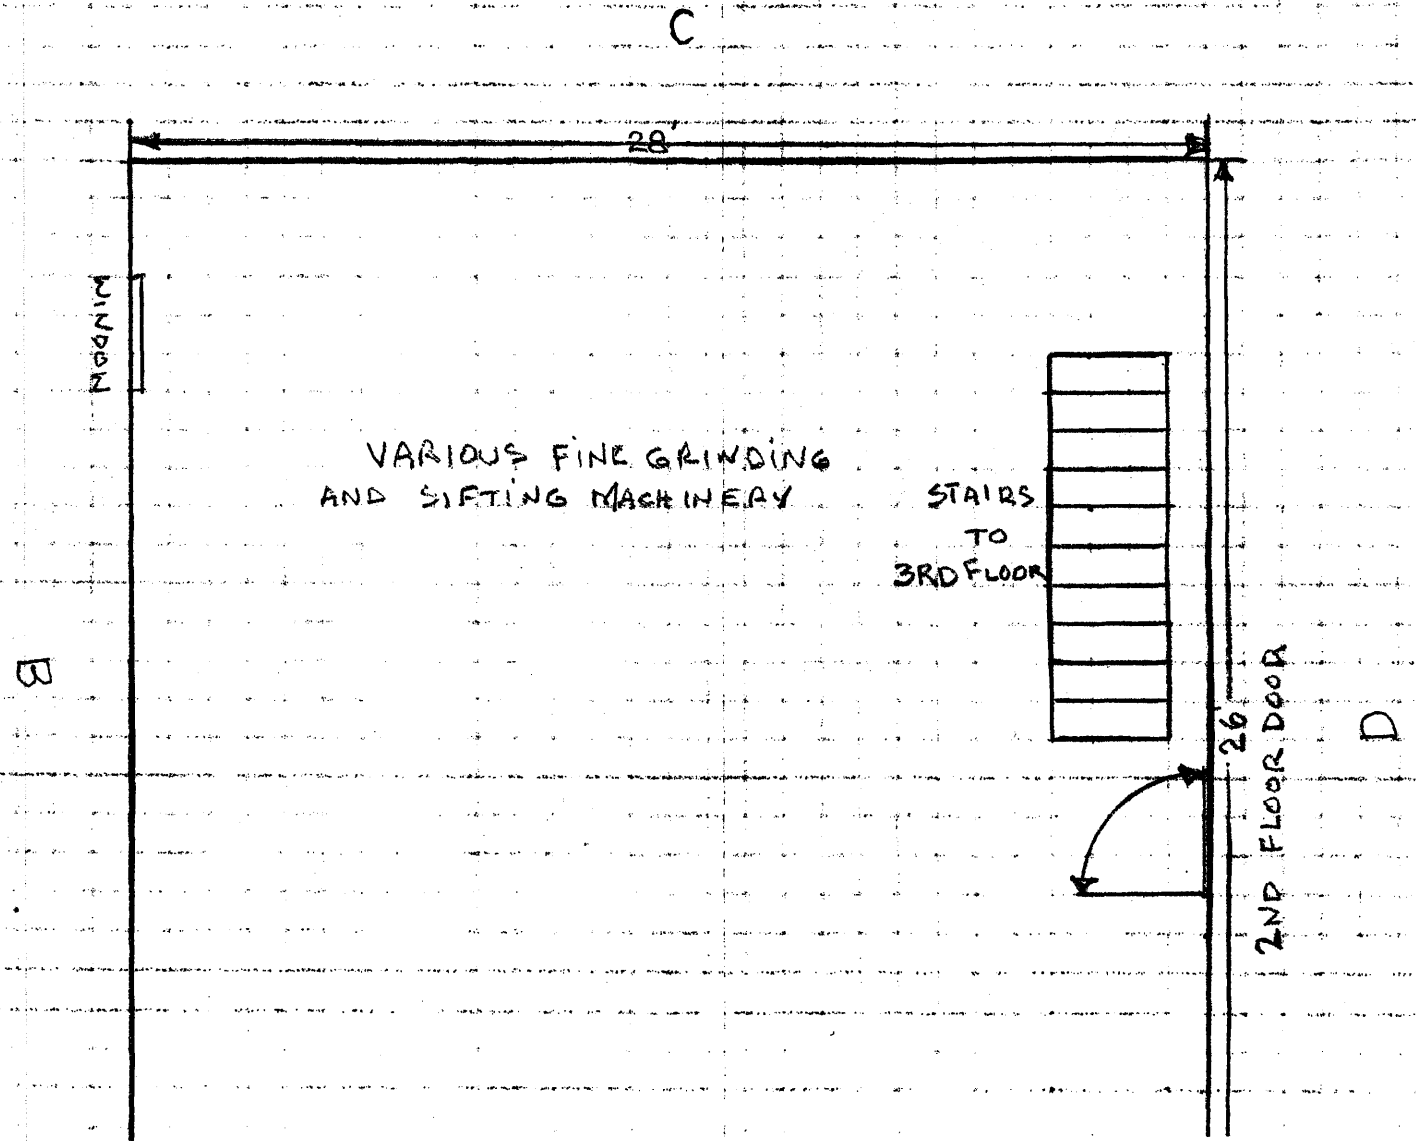 C
28'
WINDOW
VARIOUS FINE GRINDING
AND SIFTING MACHINERY
STAIRS
TO
3RD FLOOR
B
26'
2ND FLOOR DOOR
D